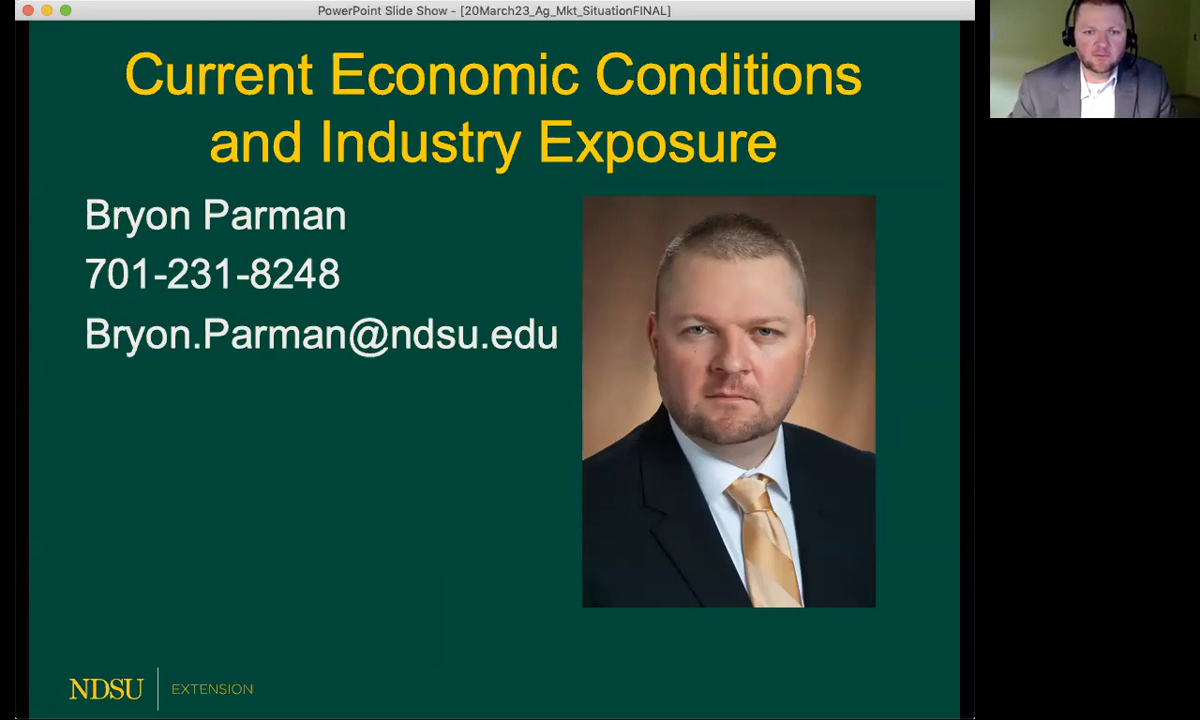 PowerPoint Slide Show - [20March23_Ag_Mkt_SituationFINAL]
Current Economic Conditions
and Industry Exposure
Bryon Parman
701-231-8248
Bryon.Parman@ndsu.edu
NDSU EXTENSION